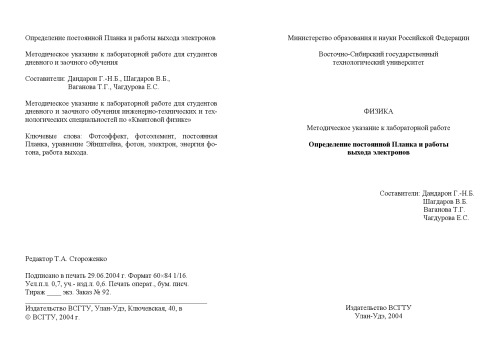 Определение постоянной Планка и работы выхода электронов
Методическое указание к лабораторной работе для студентов
дневного и заочного обучения
Составители: Дандарон Г.-Н.Б., Шагдаров В.Б.,
Ваганова Т.Г., Чагдурова Е.С.
Методическое указание к лабораторной работе для студентов
дневного и заочного обучения инженерно-технических и тех-
нологических специальностей по «Квантовой физике»
Ключевые слова: Фотоэффект, фотоэлемент, постоянная
Планка, уравнение Эйнштейна, фотон, электрон, энергия фо-
тона, работа выхода.
Редактор Т.А. Стороженко
Подписано в печать 29.06.2004 г. Формат 60×84 1/16.
Усл.п.л. 0,7, уч.- изд.л. 0,6. Печать операт., бум. писч.
Тираж ____ экз. Заказ № 92.
Издательство ВСГТУ, Улан-Удэ, Ключевская, 40, в
© ВСГТУ, 2004 г.
Министерство образования и науки Российской Федерации
Восточно-Сибирский государственный
технологический университет
ФИЗИКА
Методическое указание к лабораторной работе
Определение постоянной Планка и работы
выхода электронов
Составители: Дандарон Г.-Н.Б.
Шагдаров В.Б.
Ваганова Т.Г.
Чагдурова Е.С.
Издательство ВСГТУ
Улан-Удэ, 2004